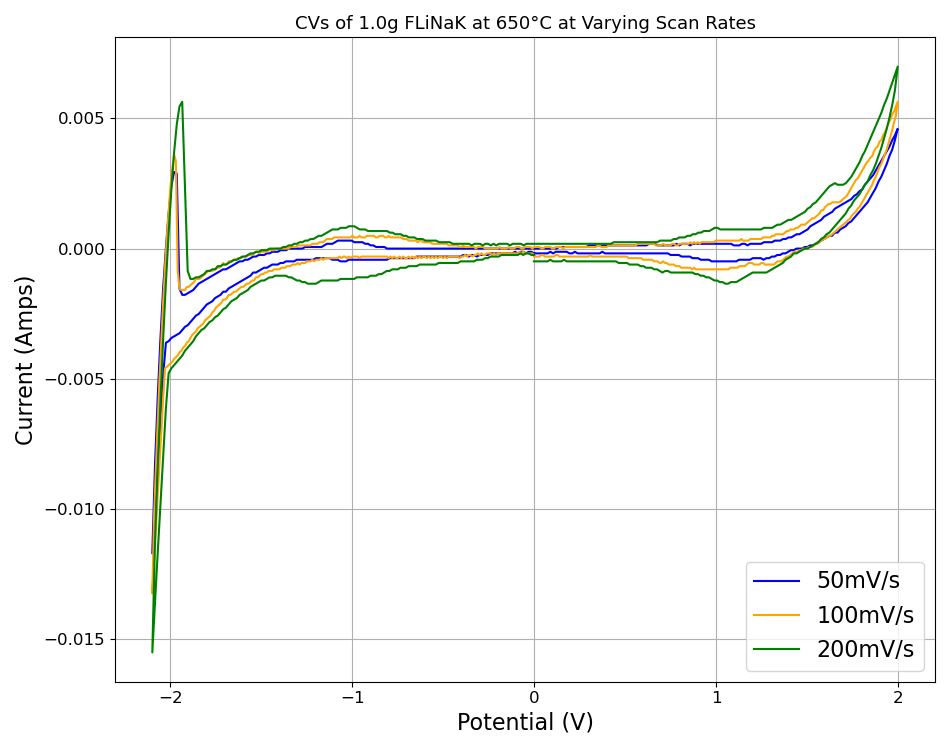 CVs of 1.0g FLiNaK at 650°C at Varying Scan Rates
0.005
0.000
−0.005
−0.010
−0.015
Current (Amps)
50mV/s
100mV/s
200mV/s
−2
−1
0
1
2
Potential (V)